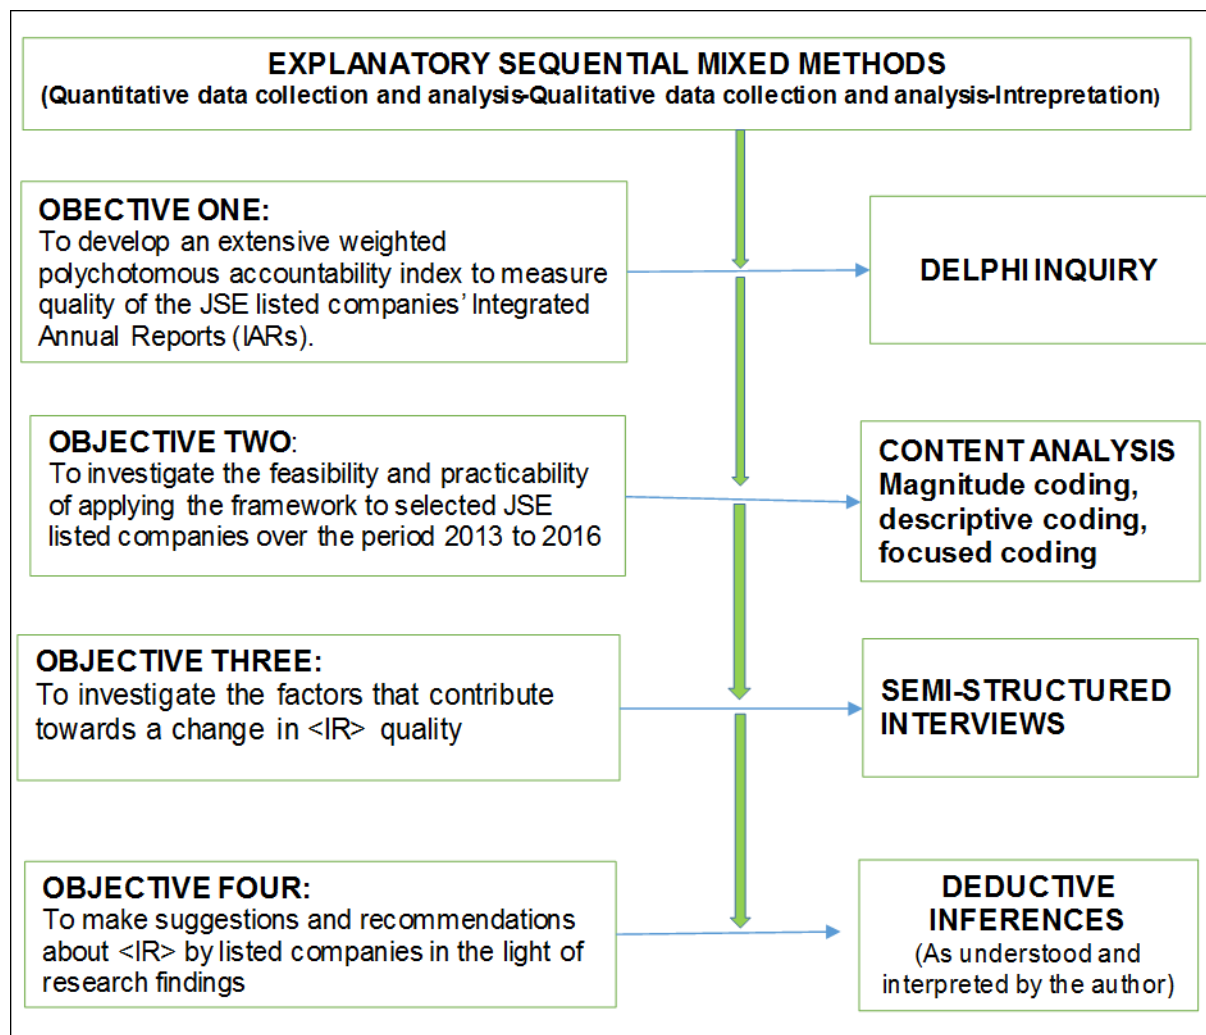 EXPLANATORY SEQUENTIAL MIXED METHODS
(Quantitative data collection and analysis-Qualitative data collection and analysis-Intrepretation)
OBECTIVE ONE:
To develop an extensive weighted
polychotomous accountability index to measure
quality of the JSE listed companies' Integrated
Annual Reports (IARs).
DELPHI INQUIRY
OBJECTIVE TWO:
To investigate the feasibility and practicability
of applying the framework to selected JSE
listed companies over the period 2013 to 2016
CONTENT ANALYSIS
Magnitude coding,
descriptive coding,
focused coding
OBJECTIVE THREE:
To investigate the factors that contribute
towards a change in <IR> quality
SEMI-STRUCTURED
INTERVIEWS
OBJECTIVE FOUR:
To make suggestions and recommendations
about <IR> by listed companies in the light of
research findings
DEDUCTIVE
INFERENCES
(As understood and
interpreted by the author)